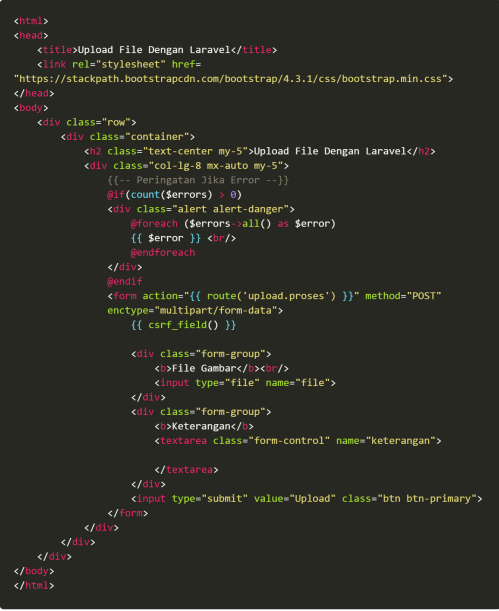 <html>
<head>
    <title>Upload File Dengan Laravel</title>
    <link rel="stylesheet" href=
"https://stackpath.bootstrapcdn.com/bootstrap/4.3.1/css/bootstrap.min.css">
</head>
<body>
    <div class="row">
        <div class="container">
            <h2 class="text-center my-5">Upload File Dengan Laravel</h2>
            <div class="col-lg-8 mx-auto my-5">
                {{-- Peringatan Jika Error --}}
                @if(count($errors) > 0)
                <div class="alert alert-danger">
                    @foreach ($errors->all() as $error)
                    {{ $error }} <br/>
                    @endforeach
                </div>
                @endif
                <form action="{{ route('upload.proses') }}" method="POST"
                enctype="multipart/form-data">
                    {{ csrf_field() }}

                    <div class="form-group">
                        <b>File Gambar</b><br/>
                        <input type="file" name="file">
                    </div>
                    <div class="form-group">
                        <b>Keterangan</b>
                        <textarea class="form-control" name="keterangan">

                        </textarea>
                    </div>
                    <input type="submit" value="Upload" class="btn btn-primary">
                </form>
            </div>
        </div>
    </div>
</body>
</html>